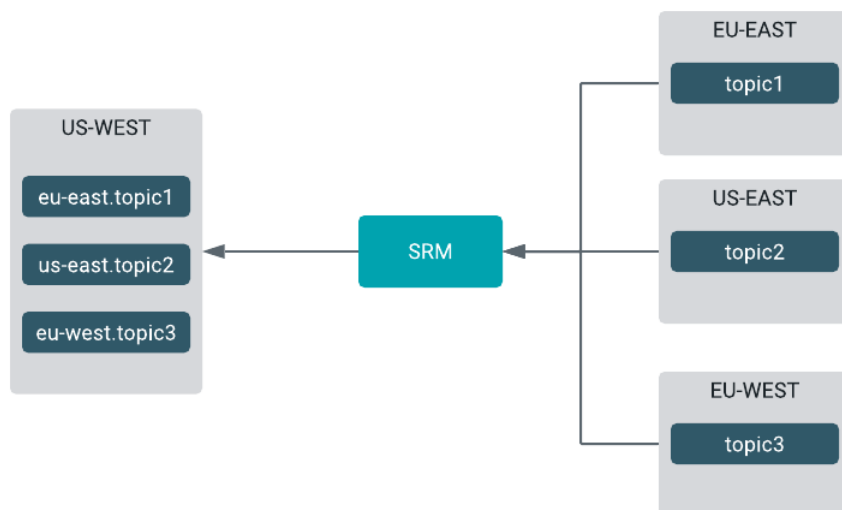 US-WEST
eu-east.topic1
us-east.topic2
eu-west.topic3
SRM
EU-EAST
topic1
US-EAST
topic2
EU-WEST
topic3